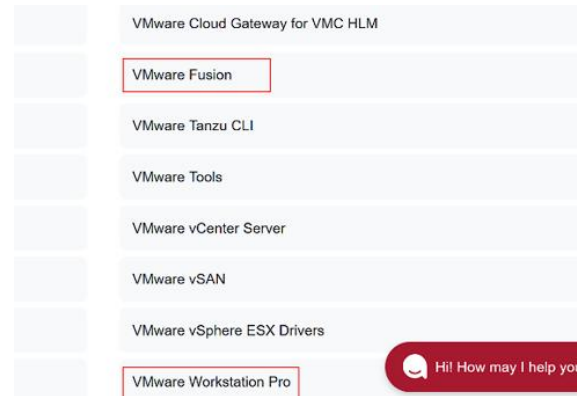 VMware Cloud Gateway for VMC HLM
VMware Fusion
VMware Tanzu CLI
VMware Tools
VMware vCenter Server
VMware vSAN
VMware vSphere ESX Drivers
Hi! How may I help you
VMware Workstation Pro